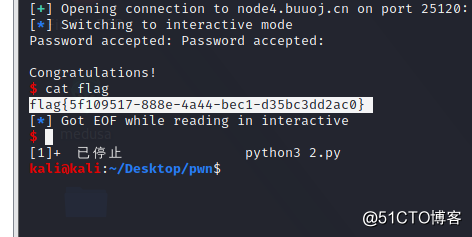 [+] Opening connection to node4.buuoj.cn on port 25120:
[*] Switching to interactive mode
Password accepted: Password accepted:
Congratulations!
$ cat flag
flag{5f109517-888e-4a44-bec1-d35bc3dd2ac0}
[*] Got EOF while reading in interactive
$
medusa
[1]+  已停止                 python3 2.py
kali@kali:~/Desktop/pwn$
@51CTO博客